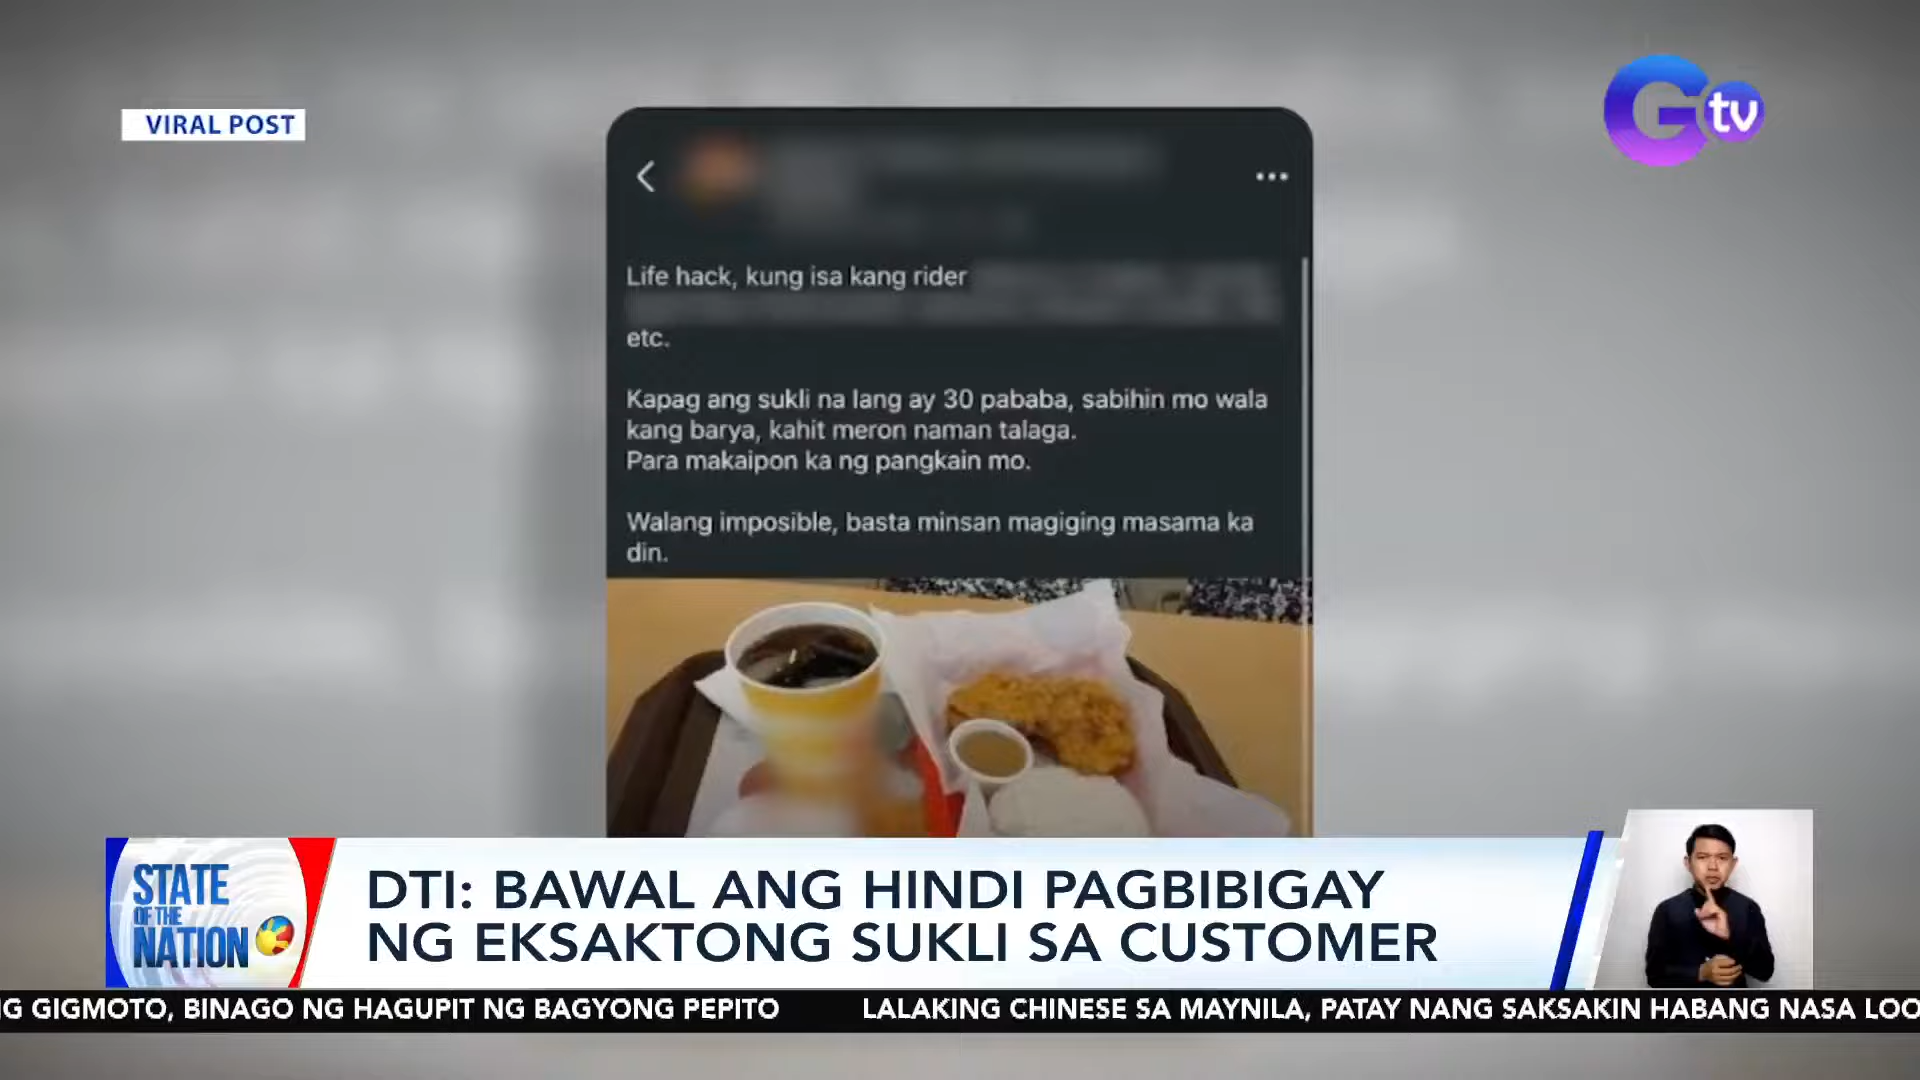 VIRAL POST
Gtv
Life hack, kung isa kang rider
etc.
Kapag ang sukli na lang ay 30 pababa, sabihin mo wala
kang barya, kahit meron naman talaga.
Para makaipon ka ng pangkain mo.
Walang imposible, basta minsan magiging masama ka
din.
STATE
OF THE
NATION
DTI: BAWAL ANG HINDI PAGBIBIGAY
NG EKSAKTONG SUKLI SA CUSTOMER
GIGMOTO, BINAGO NG HAGUPIT NG BAGYONG PEPITO
LALAKING CHINESE SA MAYNILA, PATAY NANG SAKSAKIN HABANG NASA